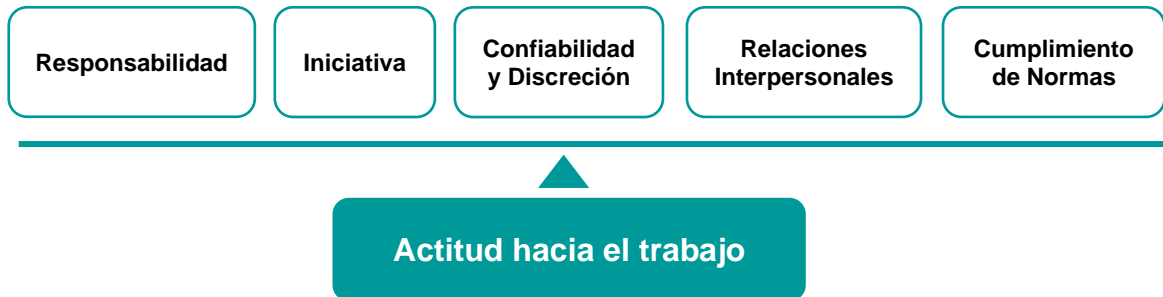 Responsabilidad
Iniciativa
Confiabilidad
y Discreción
Relaciones
Interpersonales
Cumplimiento
de Normas
Actitud hacia el trabajo